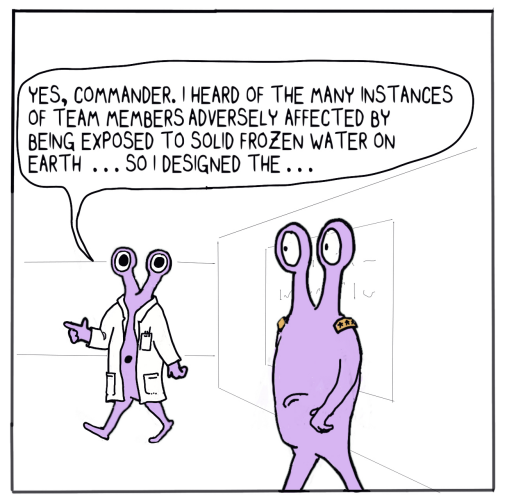 YES, COMMANDER. I HEARD OF THE MANY INSTANCES
OF TEAM MEMBERS ADVERSELY AFFECTED BY
BEING EXPOSED TO SOLID FROZEN WATER ON
EARTH ... SO I DESIGNED THE ...